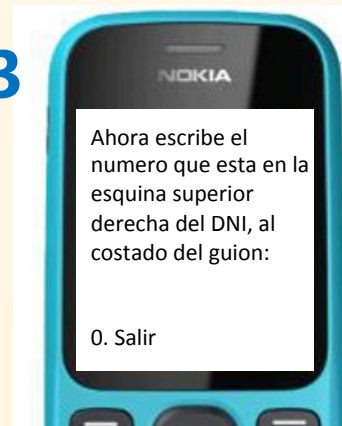 3
NOKIA
Ahora escribe el
numero que esta en la
esquina superior
derecha del DNI, al
costado del guion:
0. Salir